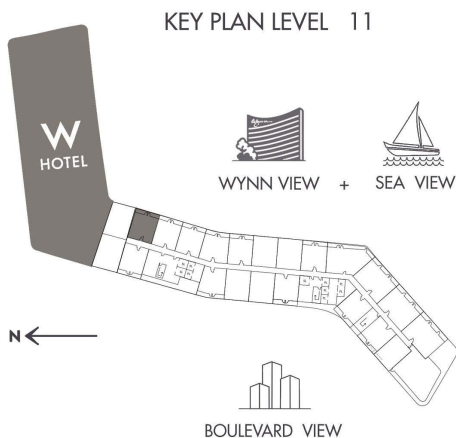 KEY PLAN LEVEL 11
W
HOTEL
WYNN VIEW + SEA VIEW
N
BOULEVARD VIEW